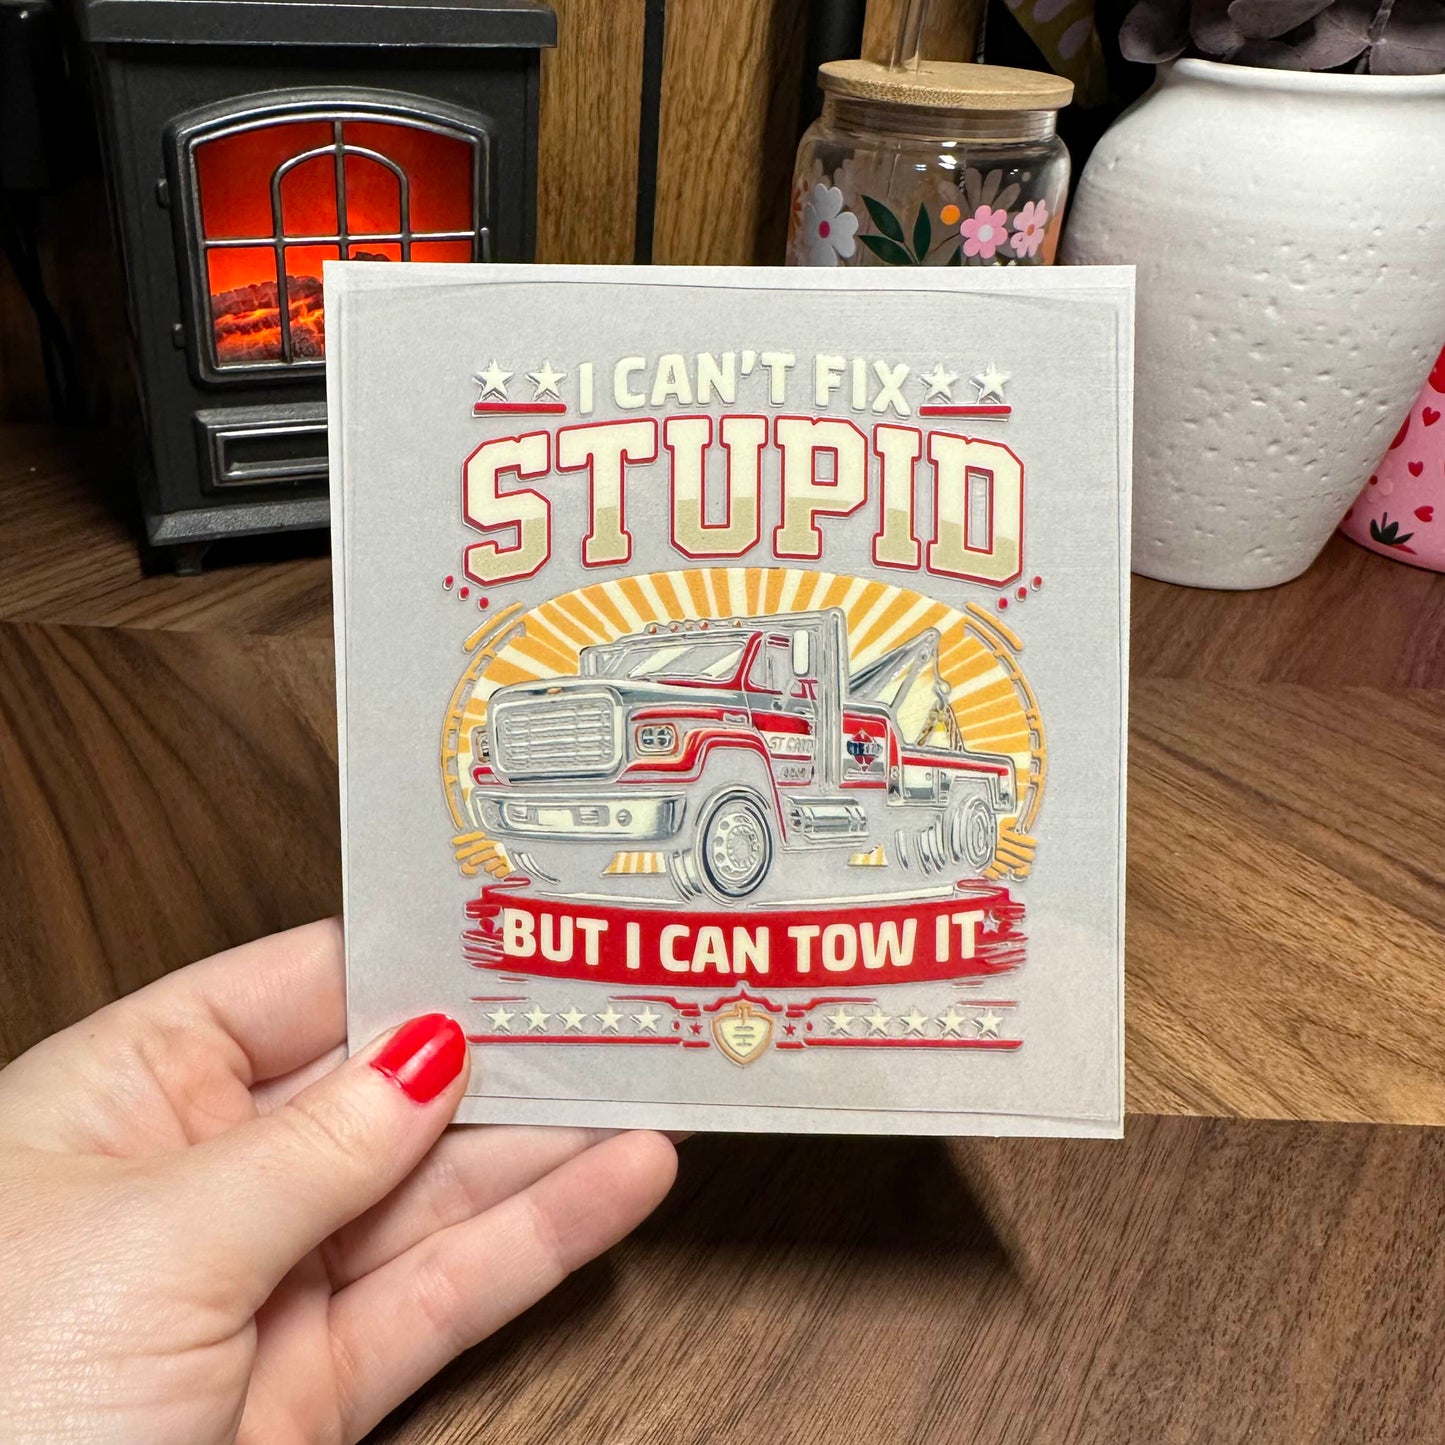 I CAN'T FIX
STUPID
BUT I CAN TOW IT